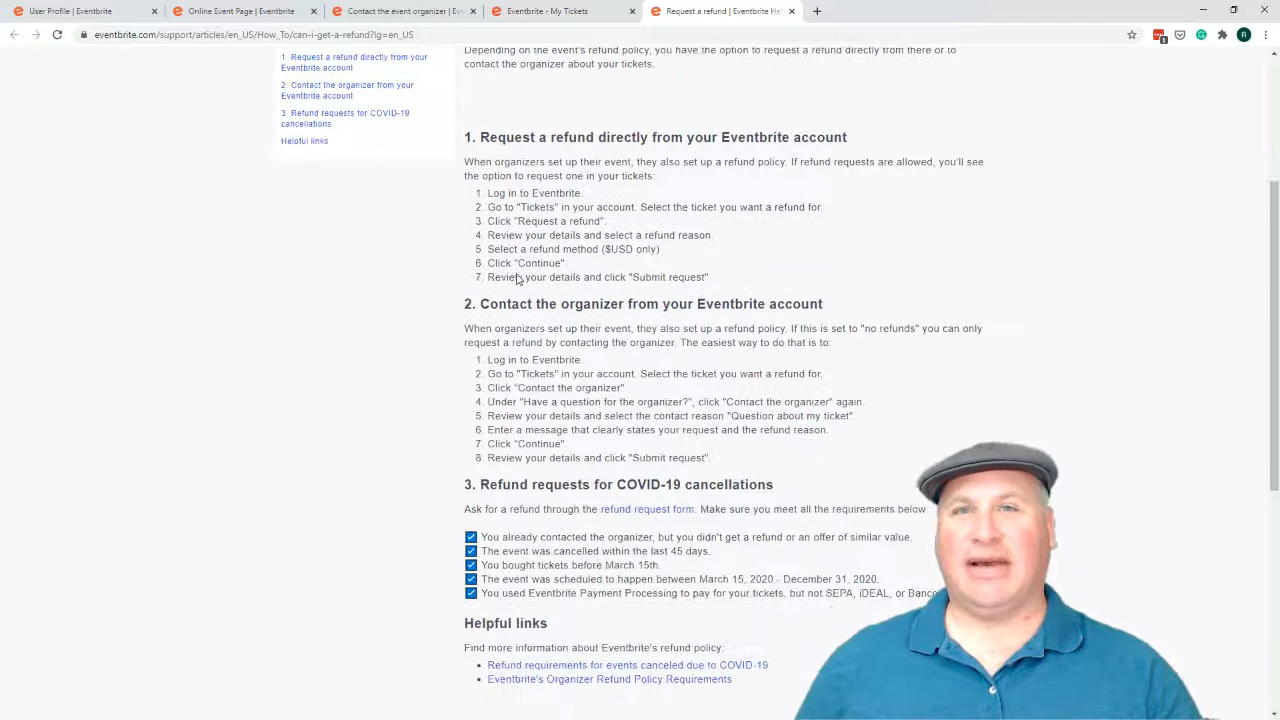 User Profile | Eventbrite
Online Event Page | Eventbrite
Contact the event organizer | Ev
Eventbrite - My Tickets
Request a refund | Eventbrite He
eventbrite.com/support/articles/en_US/How_To/can-i-get-a-refund?lg=en_US
1
R
1 Request a refund directly from your
Eventbrite account
2 Contact the organizer from your
Eventbrite account
3 Refund requests for COVID-19
cancellations
Helpful links
Depending on the event's refund policy, you have the option to request a refund directly from there or to
contact the organizer about your tickets.
1. Request a refund directly from your Eventbrite account
When organizers set up their event, they also set up a refund policy. If refund requests are allowed, you'll see
the option to request one in your tickets:
1. Log in to Eventbrite.
2. Go to "Tickets" in your account. Select the ticket you want a refund for.
3. Click "Request a refund".
4. Review your details and select a refund reason.
5. Select a refund method ($USD only)
6. Click "Continue".
7. Review your details and click "Submit request"
2. Contact the organizer from your Eventbrite account
When organizers set up their event, they also set up a refund policy. If this is set to "no refunds" you can only
request a refund by contacting the organizer. The easiest way to do that is to:
1. Log in to Eventbrite.
2. Go to "Tickets" in your account. Select the ticket you want a refund for.
3. Click "Contact the organizer"
4. Under "Have a question for the organizer?", click "Contact the organizer" again.
5. Review your details and select the contact reason "Question about my ticket"
6. Enter a message that clearly states your request and the refund reason.
7. Click "Continue".
8. Review your details and click "Submit request".
3. Refund requests for COVID-19 cancellations
Ask for a refund through the refund request form. Make sure you meet all the requirements below
You already contacted the organizer, but you didn't get a refund or an offer of similar value.
The event was cancelled within the last 45 days.
You bought tickets before March 15th.
The event was scheduled to happen between March 15, 2020 - December 31, 2020.
You used Eventbrite Payment Processing to pay for your tickets, but not SEPA, iDEAL, or Banco
Helpful links
Find more information about Eventbrite's refund policy:
Refund requirements for events canceled due to COVID-19
Eventbrite's Organizer Refund Policy Requirements